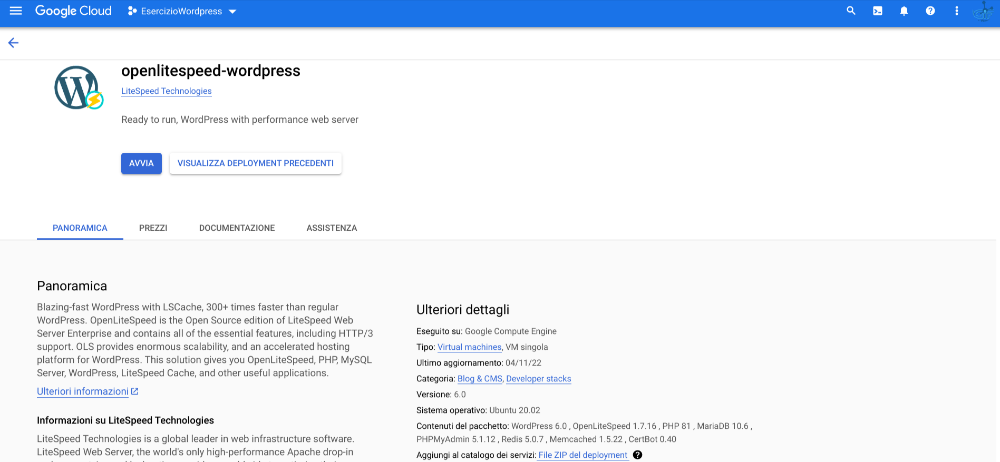 Google Cloud
EsercizioWordpress
GIF
openlitespeed-wordpress
LiteSpeed Technologies
Ready to run, WordPress with performance web server
AVVIA
VISUALIZZA DEPLOYMENT PRECEDENTI
PANORAMICA
PREZZI
DOCUMENTAZIONE
ASSISTENZA
Panoramica
Blazing-fast WordPress with LSCache, 300+ times faster than regular
WordPress. OpenLiteSpeed is the Open Source edition of LiteSpeed Web
Server Enterprise and contains all of the essential features, including HTTP/3
support. OLS provides enormous scalability, and an accelerated hosting
platform for WordPress. This solution gives you OpenLiteSpeed, PHP, MySQL
Server, WordPress, LiteSpeed Cache, and other useful applications.
Ulteriori informazioni
Informazioni su LiteSpeed Technologies
LiteSpeed Technologies is a global leader in web infrastructure software.
LiteSpeed Web Server, the world's only high-performance Apache drop-in
Ulteriori dettagli
Eseguito su: Google Compute Engine
Tipo: Virtual machines, VM singola
Ultimo aggiornamento: 04/11/22
Categoria: Blog & CMS, Developer stacks
Versione: 6.0
Sistema operativo: Ubuntu 20.02
Contenuti del pacchetto: WordPress 6.0 , OpenLiteSpeed 1.7.16 , PHP 81 , MariaDB 10.6 ,
PHPMyAdmin 5.1.12 , Redis 5.0.7 , Memcached 1.5.22 , CertBot 0.40
Aggiungi al catalogo dei servizi: File ZIP del deployment